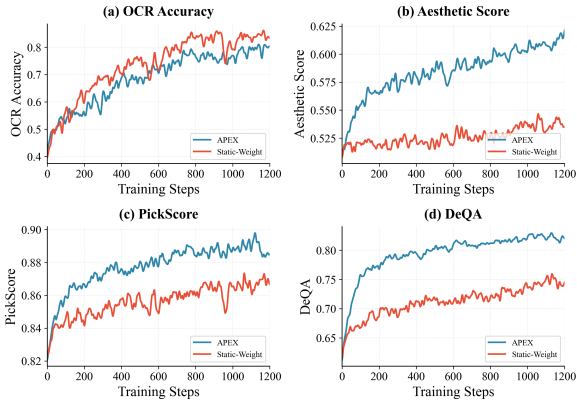 (a) OCR Accuracy
OCR Accuracy
0.8
0.7
0.6
0.5
0.4
APEX
Static-Weight
0 200 400 600 800 1000 1200
Training Steps
(b) Aesthetic Score
Aesthetic Score
0.625
0.600
0.575
0.550
0.525
APEX
Static-Weight
0 200 400 600 800 1000 1200
Training Steps
(c) PickScore
PickScore
0.90
0.88
0.86
0.84
0.82
APEX
Static-Weight
0 200 400 600 800 1000 1200
Training Steps
(d) DeQA
DeQA
0.80
0.75
0.70
0.65
APEX
Static-Weight
0 200 400 600 800 1000 1200
Training Steps